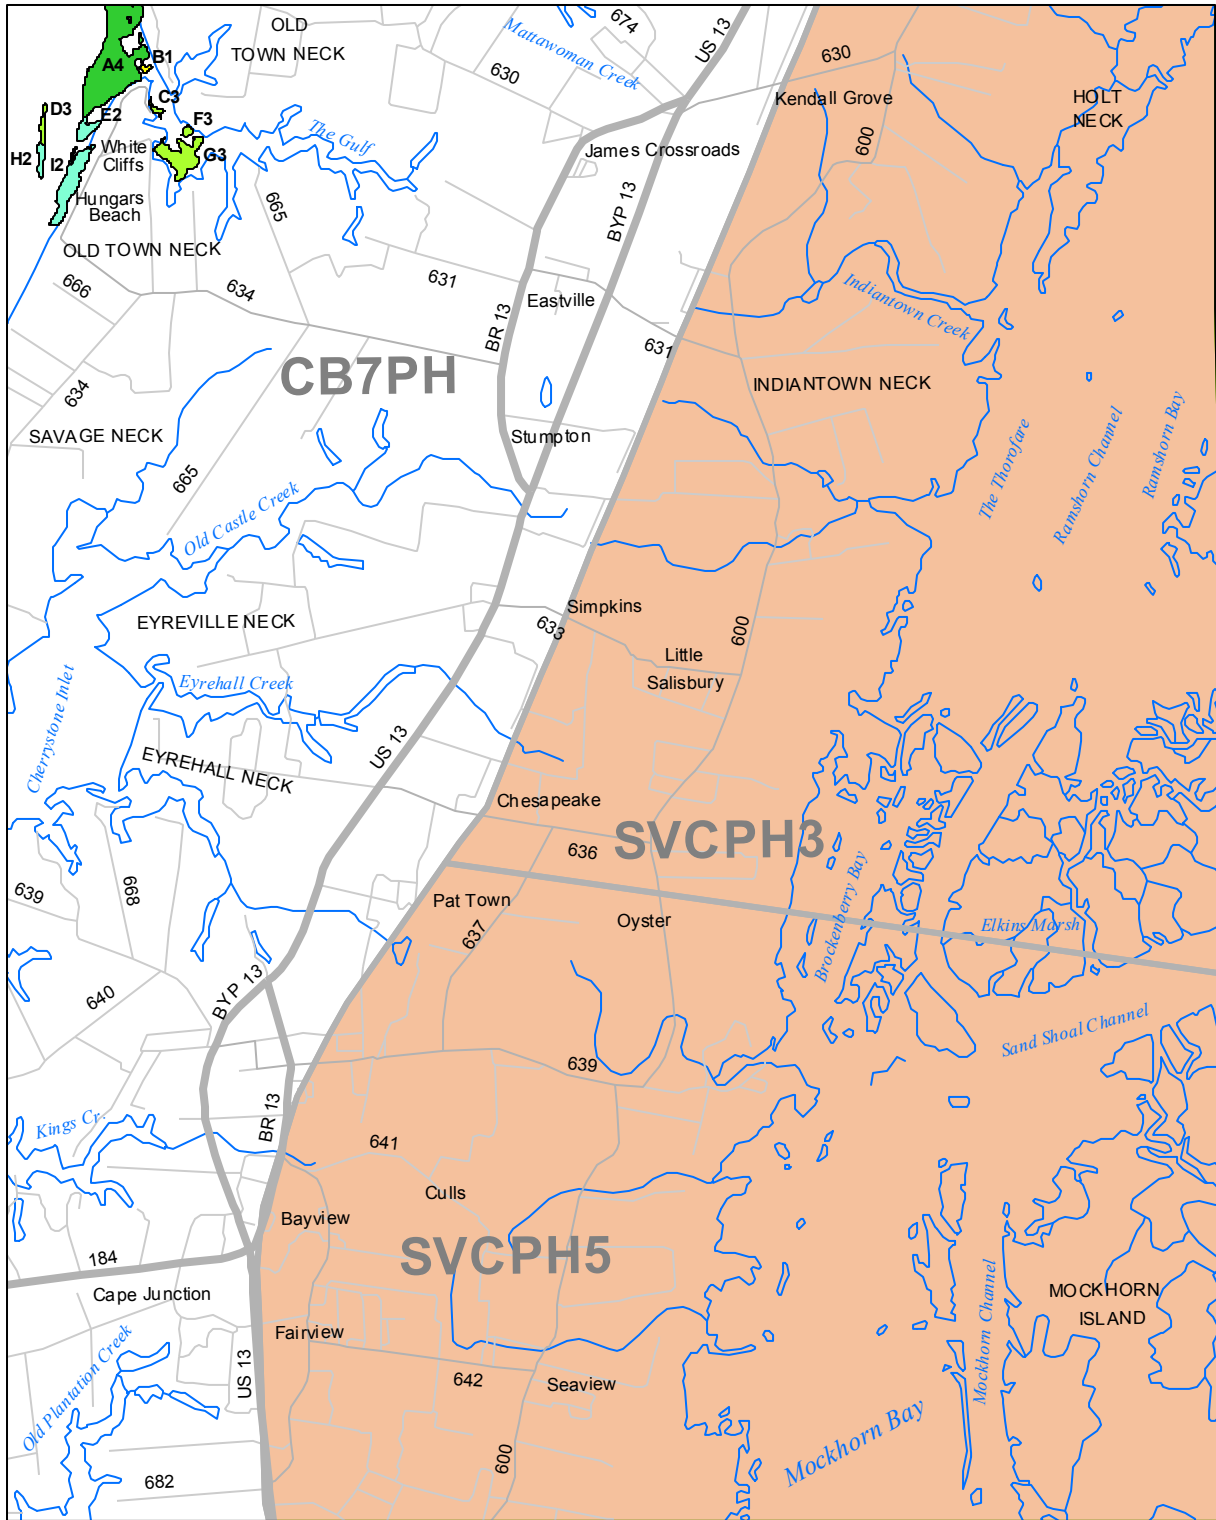 OLD
TOWN NECK
Mattawoman Creek
674
US 13
630
630
A4
B1
C3
D3
E2
F3
G3
H2
I2
White
Cliffs
The Gulf
Hungars
Beach
OLD TOWN NECK
665
James Crossroads
Kendall Grove
600
HOLT
NECK
BYP 13
666
634
631
BR 13
Eastville
631
Indiantown Creek
CB7PH
INDIANTOWN NECK
634
SAVAGE NECK
Stumpton
665
Old Castle Creek
The Thorofare
Ramshorn Channel
Ramshorn Bay
EYREVILLE NECK
633
Simpkins
600
Little
Salisbury
Cherrystone Inlet
Eyrehall Creek
US 13
EYREHALL NECK
Chesapeake
SVCPH3
636
639
668
Pat Town
637
Oyster
Brockenberry Bay
Elkins Marsh
BYP 13
640
Sand Shoal Channel
639
Kings Cr.
BR 13
641
Culls
Bayview
SVCPH5
184
Cape Junction
Mockhorn Channel
MOCKHORN
ISLAND
Fairview
US 13
642
Seaview
Old Plantation Creek
Mockhorn Bay
600
682